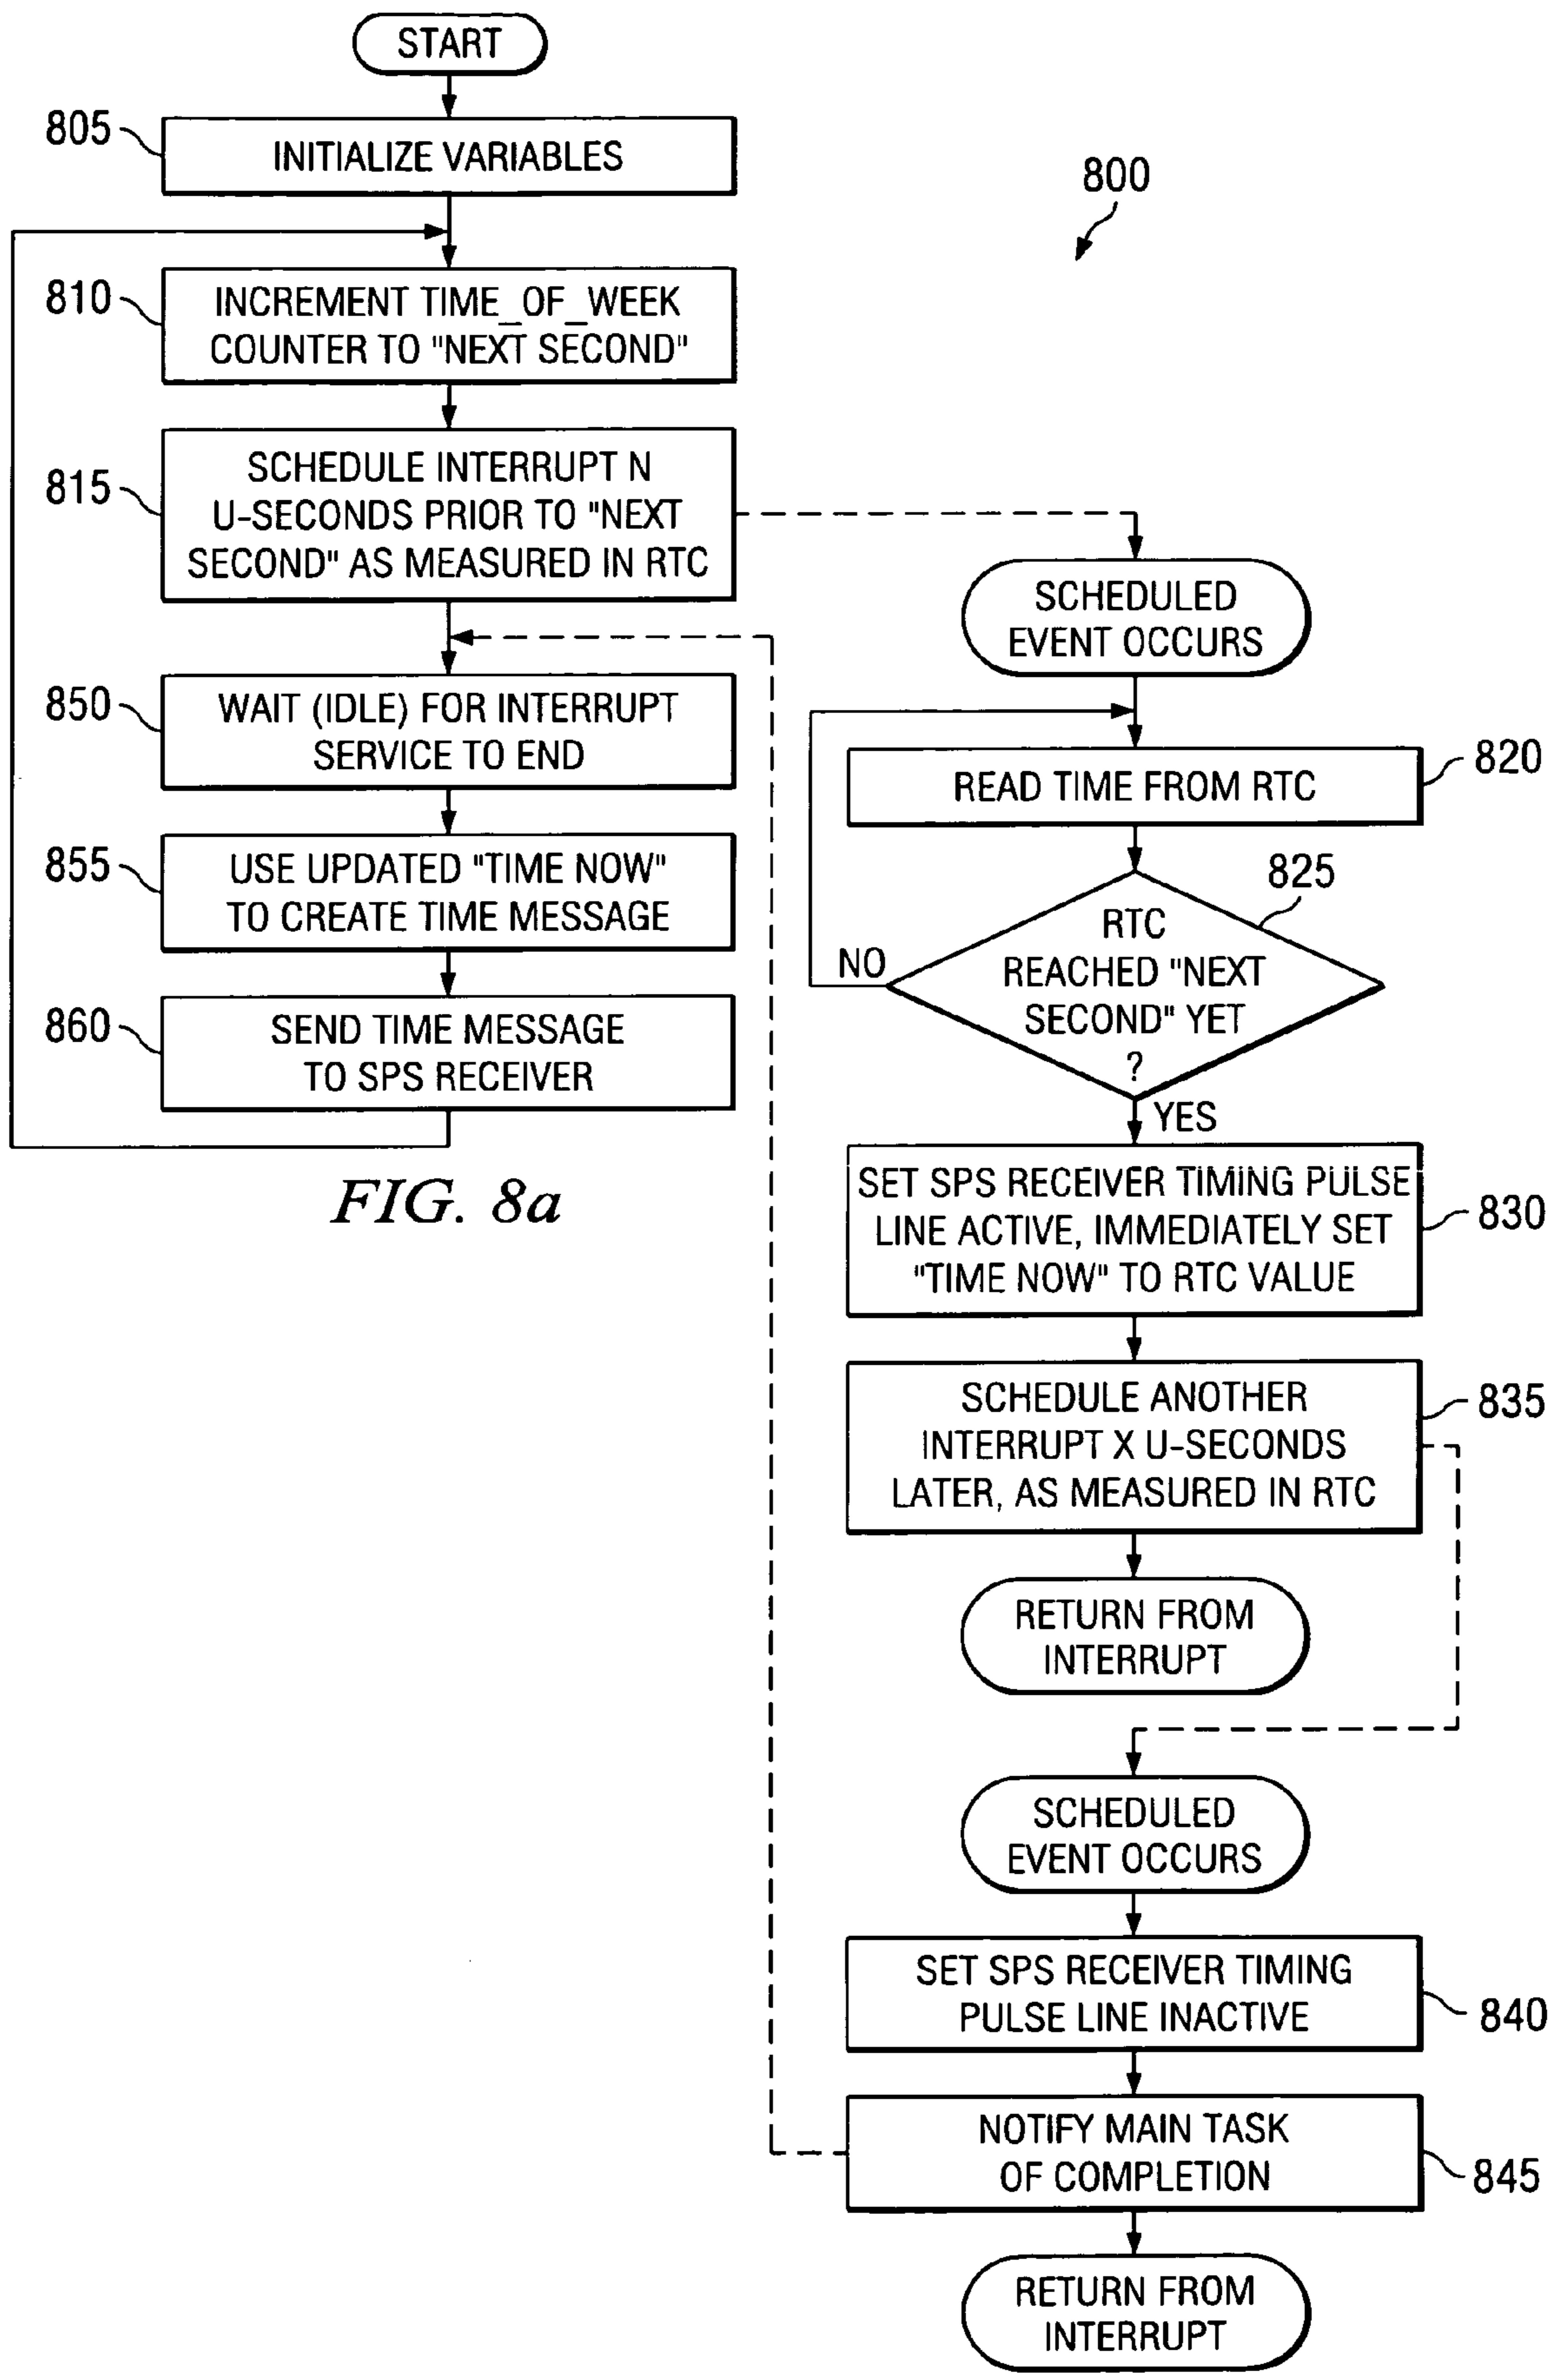 START
805
INITIALIZE VARIABLES
800
810
INCREMENT TIME_OF_WEEK
COUNTER TO "NEXT SECOND"
815
SCHEDULE INTERRUPT N
U-SECONDS PRIOR TO "NEXT
SECOND" AS MEASURED IN RTC
850
WAIT (IDLE) FOR INTERRUPT
SERVICE TO END
855
USE UPDATED "TIME NOW"
TO CREATE TIME MESSAGE
860
SEND TIME MESSAGE
TO SPS RECEIVER
FIG. 8a
SCHEDULED
EVENT OCCURS
READ TIME FROM RTC
820
825
RTC
REACHED "NEXT
SECOND" YET
?
NO
YES
SET SPS RECEIVER TIMING PULSE
LINE ACTIVE, IMMEDIATELY SET
"TIME NOW" TO RTC VALUE
830
SCHEDULE ANOTHER
INTERRUPT X U-SECONDS
LATER, AS MEASURED IN RTC
835
RETURN FROM
INTERRUPT
SCHEDULED
EVENT OCCURS
SET SPS RECEIVER TIMING
PULSE LINE INACTIVE
840
NOTIFY MAIN TASK
OF COMPLETION
845
RETURN FROM
INTERRUPT